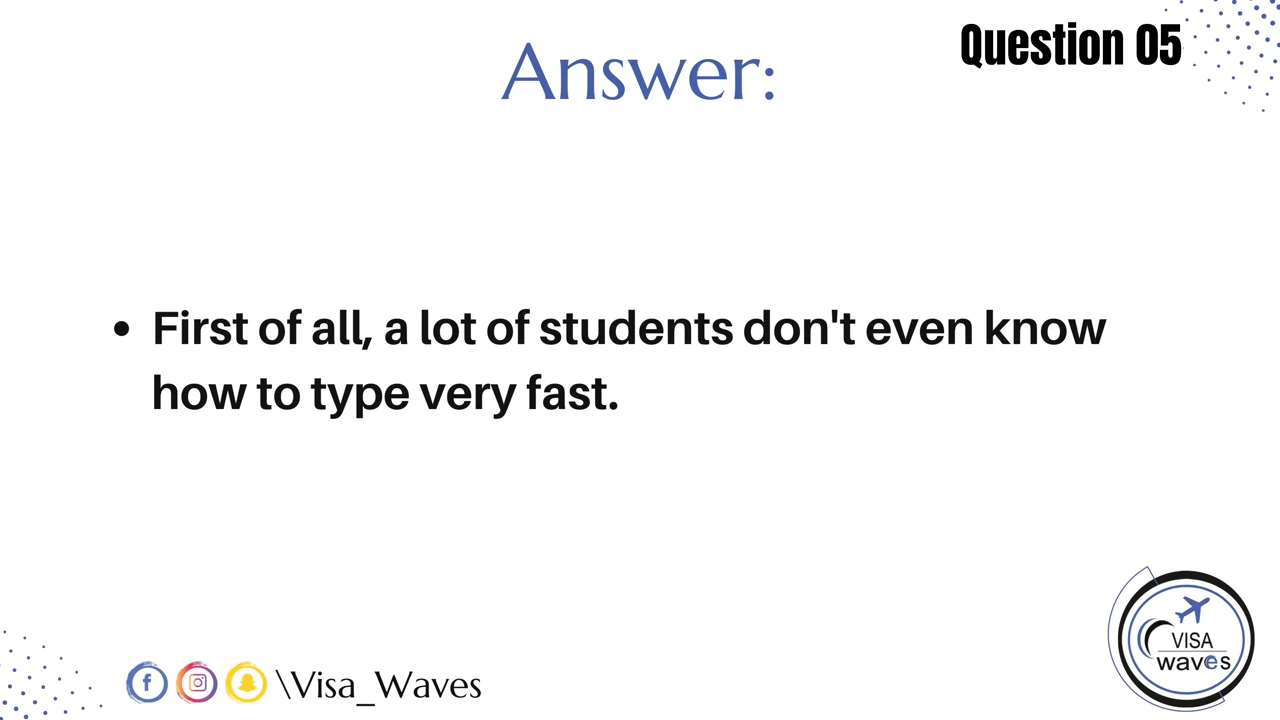 Question 05
Answer:
• First of all, a lot of students don't even know
how to type very fast.
VISA
waves
\Visa_Waves